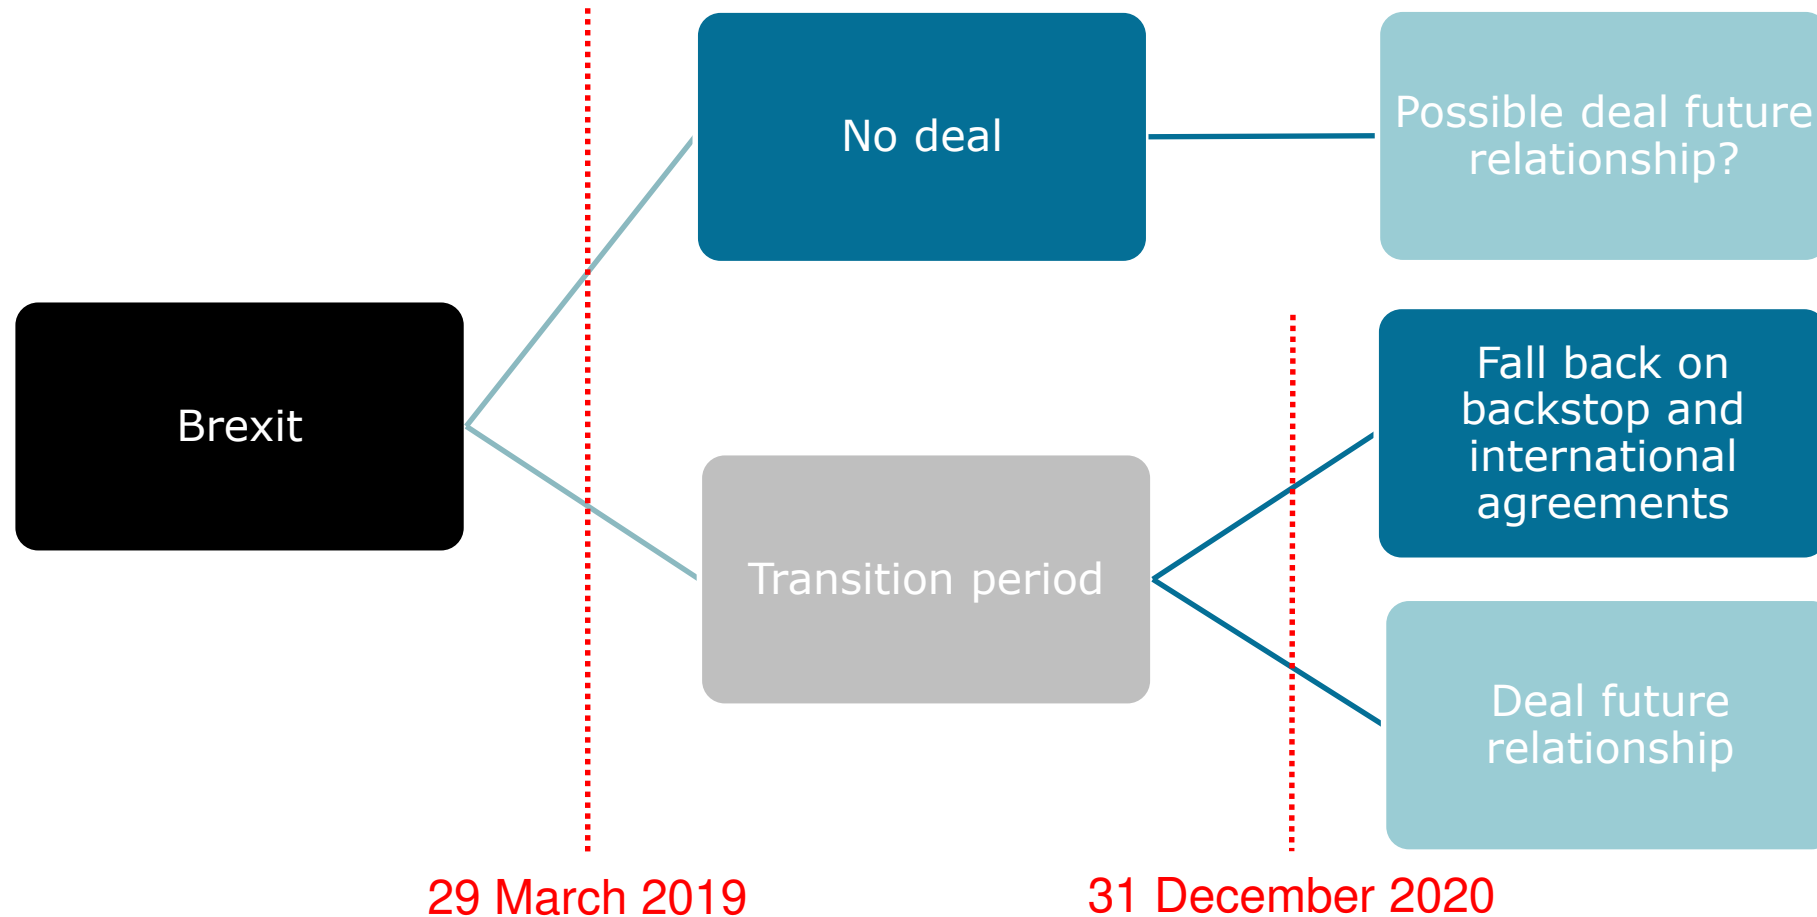 No deal
Possible deal future
relationship?
Brexit
Fall back on
backstop and
international
agreements
Transition period
Deal future
relationship
29 March 2019
31 December 2020